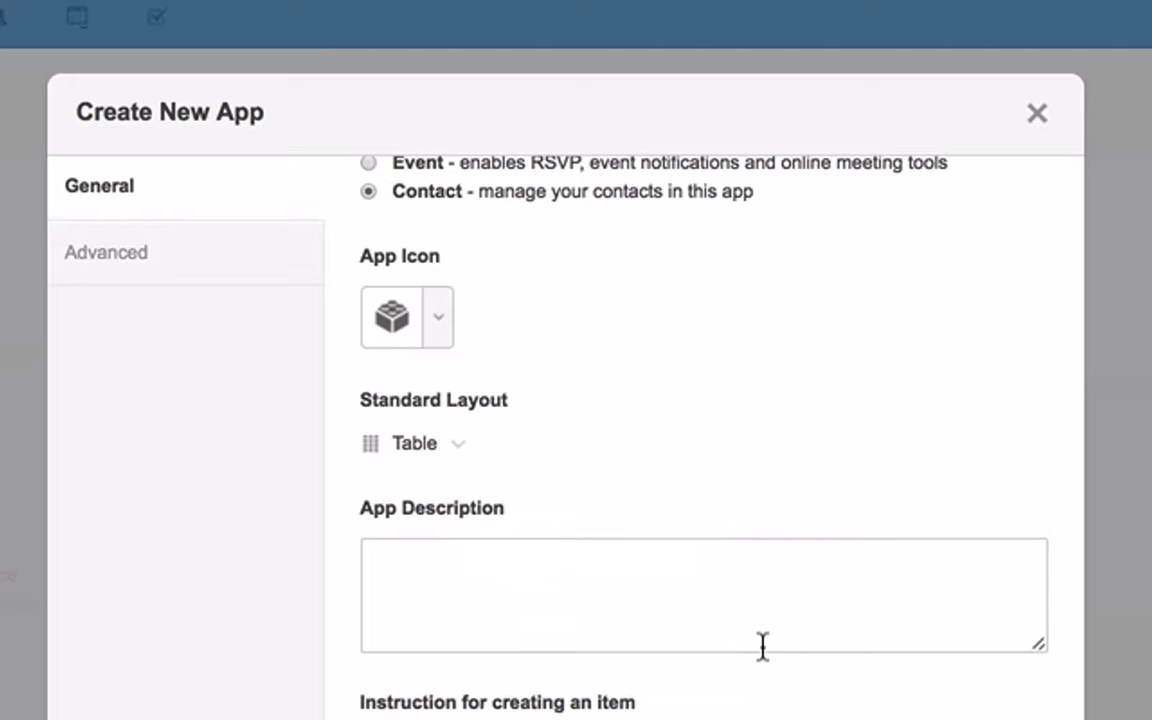 Create New App
General
Advanced
Event - enables RSVP, event notifications and online meeting tools
Contact - manage your contacts in this app
App Icon
Standard Layout
Table
App Description
Instruction for creating an item